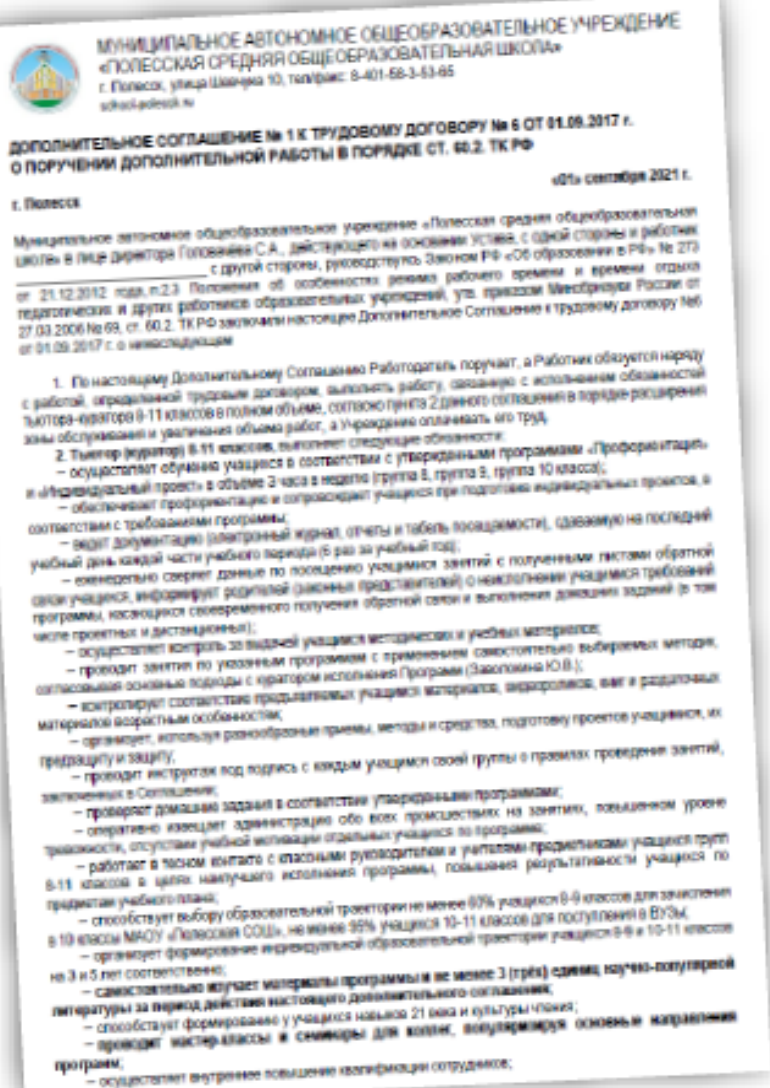 МУНИЦИПАЛЬНОЕ АВТОНОМНОЕ ОБЩЕОБРАЗОВАТЕЛЬНОЕ УЧРЕЖДЕНИЕ
«ПОЛЕССКАЯ СРЕДНЯЯ ОБЩЕОБРАЗОВАТЕЛЬНАЯ ШКОЛА»
г. Полесск, улица Шевчука 10, тел/факс: 8-401-58-3-53-65
school-polessk.ru
ДОПОЛНИТЕЛЬНОЕ СОГЛАШЕНИЕ № 1 К ТРУДОВОМУ ДОГОВОРУ № 6 ОТ 01.09.2017 г.
О ПОРУЧЕНИИ ДОПОЛНИТЕЛЬНОЙ РАБОТЫ В ПОРЯДКЕ СТ. 60.2. ТК РФ
«01» сентября 2021 г.
г. Полесск
Муниципальное автономное общеобразовательное учреждение «Полесская средняя общеобразовательная
школа» в лице директора Головачёва С.А., действующего на основании Устава, с одной стороны и работник
с другой стороны, руководствуясь Законом РФ «Об образовании в РФ» № 273
от 21.12.2012 года, п.2.3 Положения об особенностях режима рабочего времени и времени отдыха
педагогических и других работников образовательных учреждений, утв. приказом Минобрнауки России от
27.03.2006 № 69, ст. 60.2. ТК РФ заключили настоящее Дополнительное Соглашение к трудовому договору №6
от 01.09.2017 г. о нижеследующем
1. По настоящему Дополнительному Соглашению Работодатель поручает, а Работник обязуется наряду
с работой, определенной трудовым договором, выполнять работу, связанную с исполнением обязанностей
тьютора-куратора 8-11 классов в полном объеме, согласно пункта 2 данного соглашения в порядке расширения
зоны обслуживания и увеличения объема работ, а Учреждение оплачивать его труд.
2. Тьютор (куратор) 8-11 классов, выполняет следующие обязанности:
– осуществляет обучение учащихся в соответствии с утвержденными программами «Профориентация»
и «Индивидуальный проект» в объеме 3 часа в неделю (группа 8, группа 9, группа 10 класса);
– обеспечивает профориентацию и сопровождает учащихся при подготовке индивидуальных проектов, в
соответствии с требованиями программы;
– ведет документацию (электронный журнал, отчеты и табель посещаемости), сдаваемую на последний
учебный день каждой части учебного периода (6 раз за учебный год);
– еженедельно сверяет данные по посещению учащимися занятий с полученными листами обратной
связи учащихся, информирует родителей (законных представителей) о неисполнении учащимися требований
программы, касающихся своевременного получения обратной связи и выполнения домашних заданий (в том
числе проектных и дистанционных);
– осуществляет контроль за выдачей учащимся методических и учебных материалов;
– проводит занятия по указанным программам с применением самостоятельно выбираемых методик,
согласовывая основные подходы с куратором исполнения Программ (Заволокина Ю.В.);
– контролирует соответствие предъявляемых учащимся материалов, видеороликов, книг и раздаточных
материалов возрастным особенностям;
– организует, используя разнообразные приемы, методы и средства, подготовку проектов учащимися, их
предзащиту и защиту;
– проводит инструктаж под подпись с каждым учащимся своей группы о правилах проведения занятий,
заключенных в Соглашении;
– проверяет домашние задания в соответствии утвержденными программами;
– оперативно извещает администрацию обо всех происшествиях на занятиях, повышенном уровне
тревожности, отсутствии учебной мотивации отдельных учащихся по программе;
– работает в тесном контакте с классными руководителем и учителями-предметниками учащихся групп
8-11 классов в целях наилучшего исполнения программы, повышения результативности учащихся по
предметам учебного плана;
– способствует выбору образовательной траектории не менее 60% учащихся 8-9 классов для зачисления
в 10 классы МАОУ «Полесская СОШ», не менее 95% учащихся 10-11 классов для поступления в ВУЗы;
– организует формирование индивидуальной образовательной траектории учащихся 8-9 и 10-11 классов
на 3 и 5 лет соответственно;
– самостоятельно изучает материалы программы и не менее 3 (трёх) единиц научно-популярной
литературы за период действия настоящего дополнительного соглашения;
– способствует формированию у учащихся навыков 21 века и культуры чтения;
– проводит мастер-классы и семинары для коллег, популяризируя основные направления
программ;
– осуществляет внутреннее повышение квалификации сотрудников;